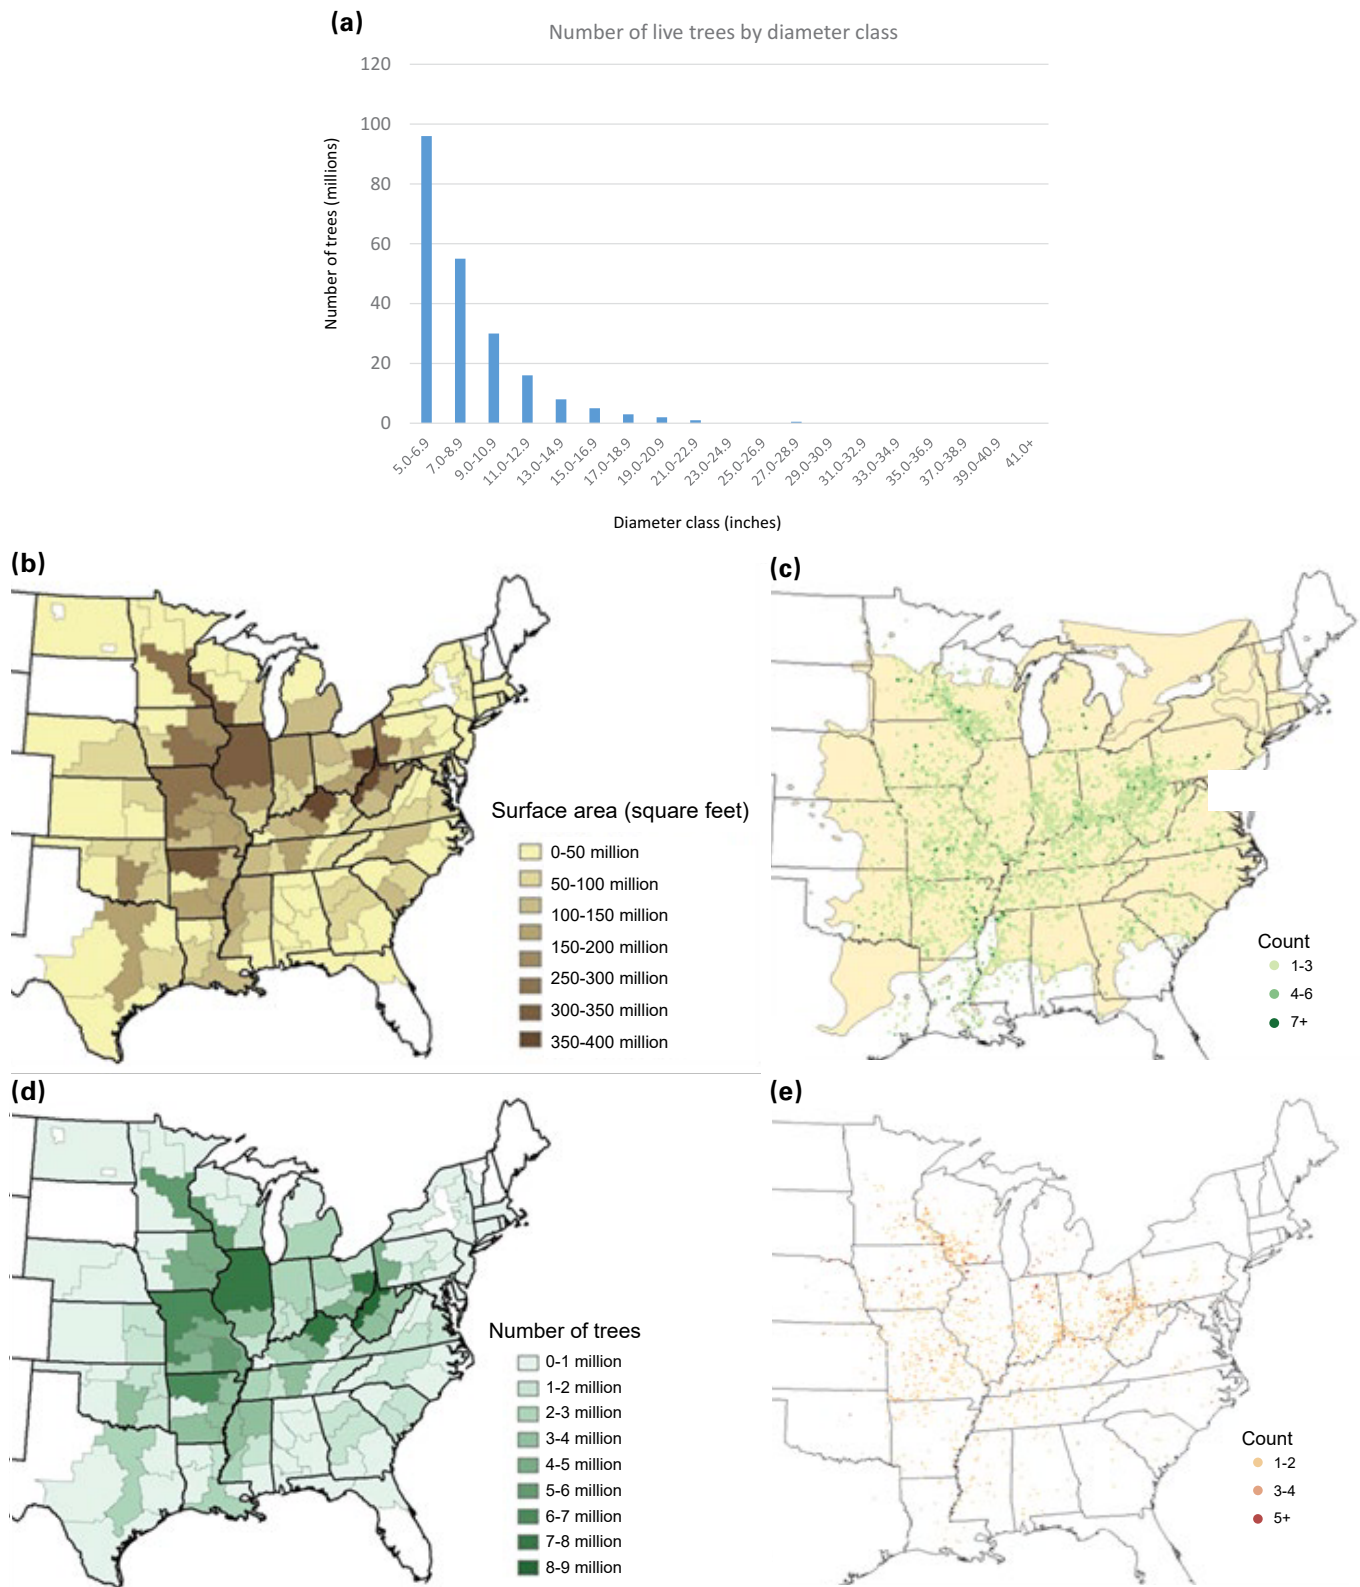 (a)
Number of live trees by diameter class
120
100
80
60
40
20
0
Number of trees (millions)
5.0-6.9
7.0-8.9
9.0-10.9
11.0-12.9
13.0-14.9
15.0-16.9
17.0-18.9
19.0-20.9
21.0-22.9
23.0-24.9
25.0-26.9
27.0-28.9
29.0-30.9
31.0-32.9
33.0-34.9
35.0-36.9
37.0-38.9
39.0-40.9
41.0+
Diameter class (inches)
(b)
Surface area (square feet)
0-50 million
50-100 million
100-150 million
150-200 million
250-300 million
300-350 million
350-400 million
(c)
Count
1-3
4-6
7+
(d)
Number of trees
0-1 million
1-2 million
2-3 million
3-4 million
4-5 million
5-6 million
6-7 million
7-8 million
8-9 million
(e)
Count
1-2
3-4
5+